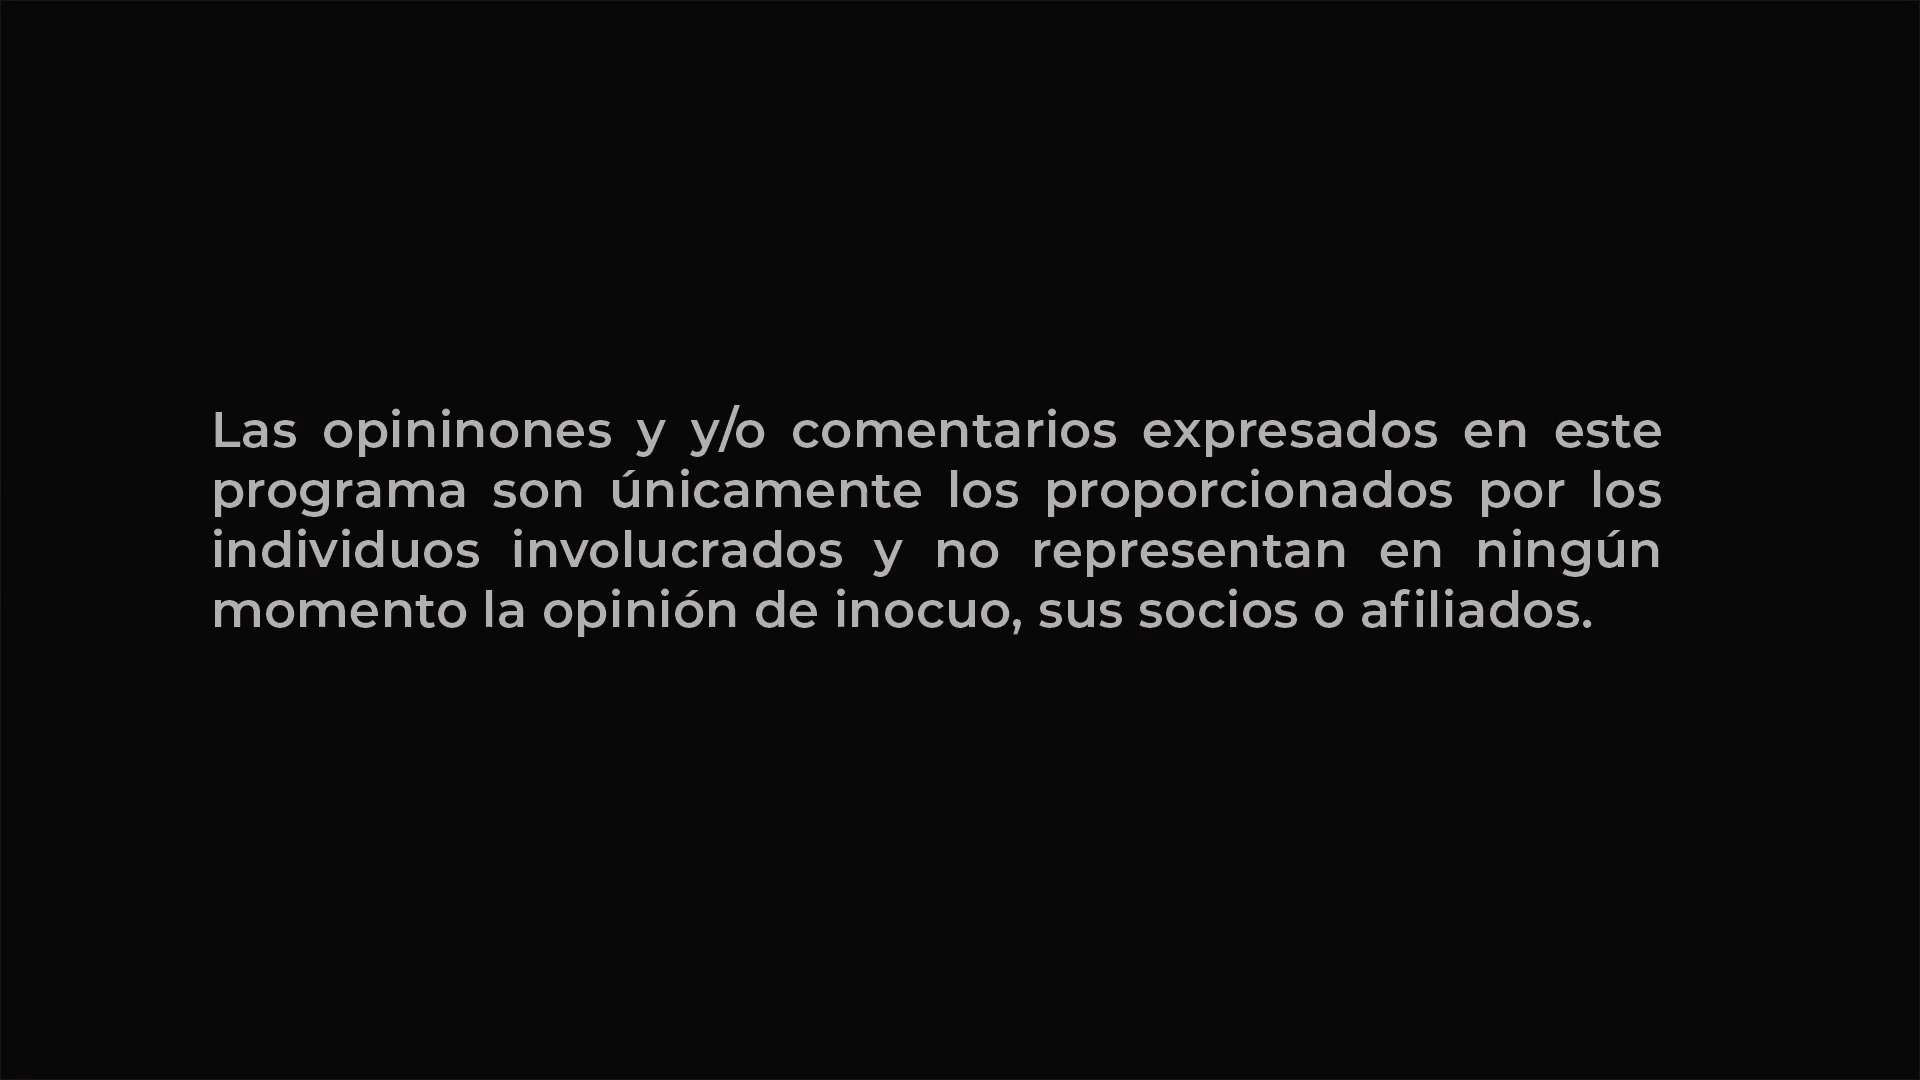 Las opininones y y/o comentarios expresados en este
programa son únicamente los proporcionados por los
individuos involucrados y no representan en ningún
momento la opinión de inocuo, sus socios o afiliados.